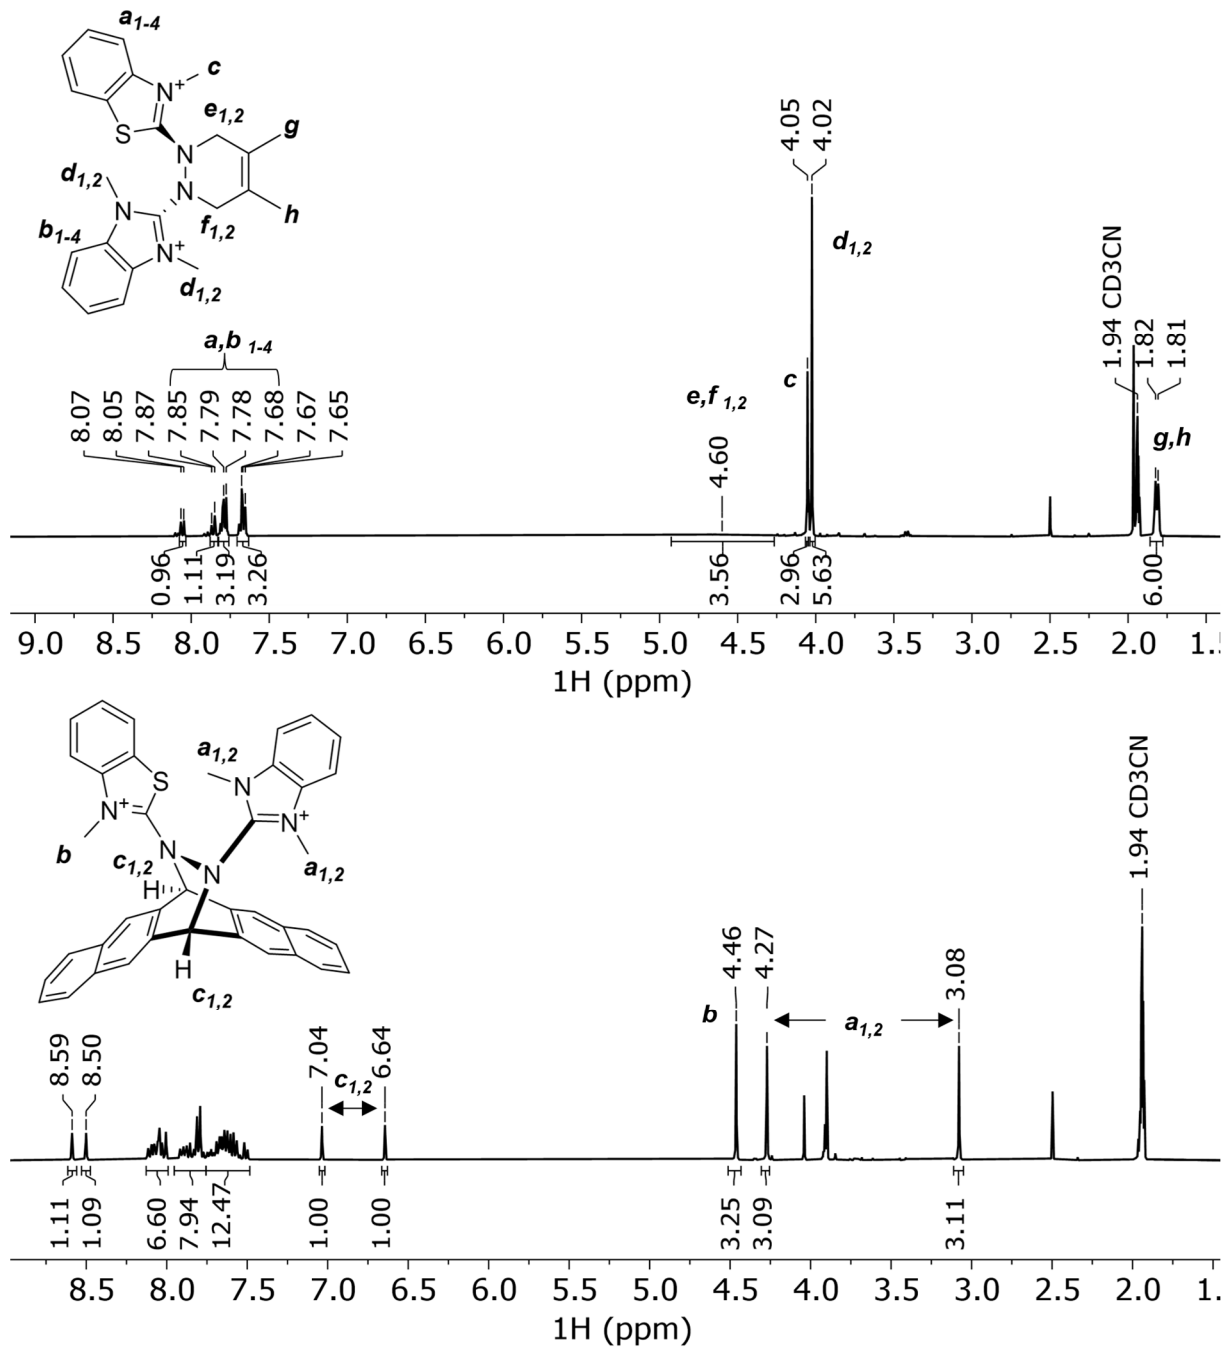 a1-4
c
N+
e1,2
g
S
N
d1,2
N
h
N
f1,2
b1-4
N+
d1,2
a,b 1-4
8.07
8.05
7.87
7.85
7.79
7.78
7.68
7.67
7.65
e,f 1,2
4.60
c
4.05
4.02
d1,2
1.94 CD3CN
1.82
1.81
g,h
0.96
1.11
3.19
3.26
3.56
2.96
5.63
6.00
9.0 8.5 8.0 7.5 7.0 6.5 6.0 5.5 5.0 4.5 4.0 3.5 3.0 2.5 2.0 1.
1H (ppm)
a1,2
S
N
N+
N+
b
c1,2
N
N
a1,2
H
H
c1,2
8.59
8.50
7.04
6.64
c1,2
b
4.46
4.27
a1,2
3.08
1.94 CD3CN
1.11
1.09
6.60
7.94
12.47
1.00
1.00
3.25
3.09
3.11
8.5 8.0 7.5 7.0 6.5 6.0 5.5 5.0 4.5 4.0 3.5 3.0 2.5 2.0 1.
1H (ppm)